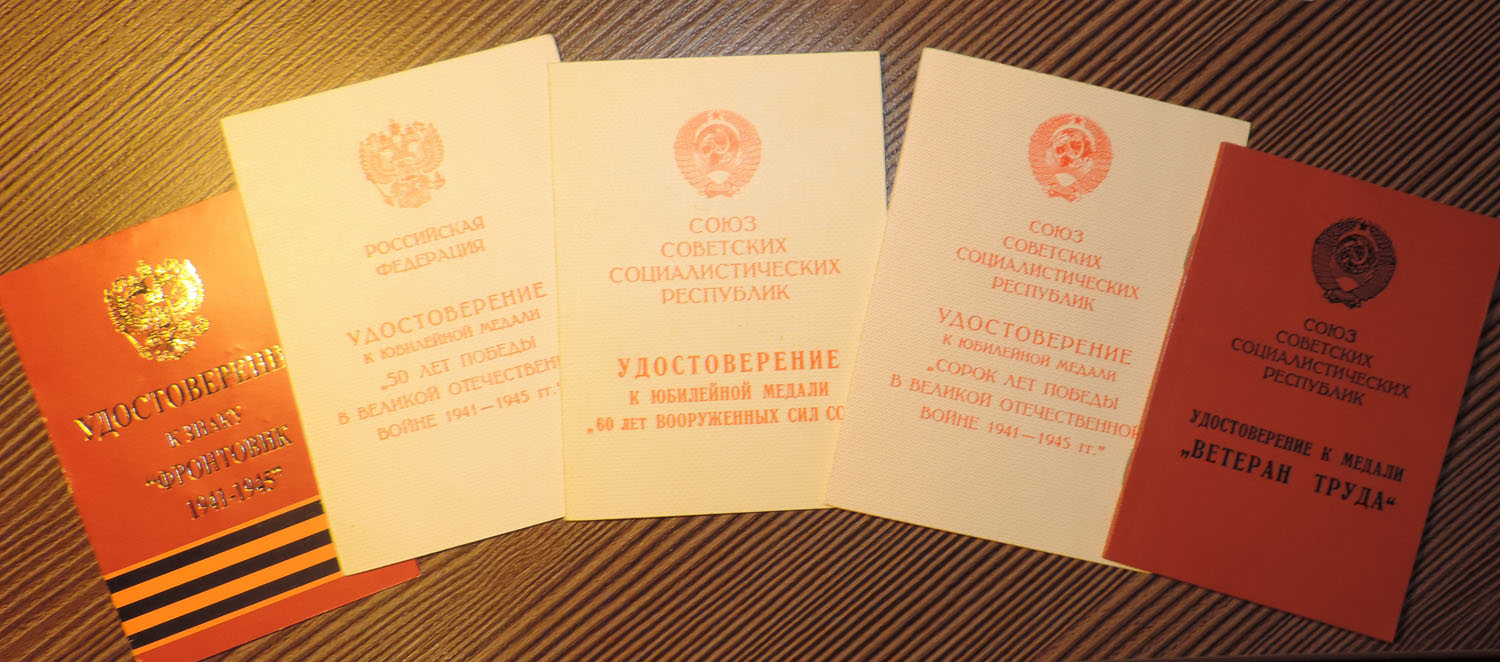 УДОСТОВЕРЕНИЕ
К ЗНАКУ
"ФРОНТОВИК
1941-1945"
РОССИЙСКАЯ
ФЕДЕРАЦИЯ
УДОСТОВЕРЕНИЕ
К ЮБИЛЕЙНОЙ МЕДАЛИ
„50 ЛЕТ ПОБЕДЫ
В ВЕЛИКОЙ ОТЕЧЕСТВЕН
ВОЙНЕ 1941—1945 гг.“
СОЮЗ
СОВЕТСКИХ
СОЦИАЛИСТИЧЕСКИХ
РЕСПУБЛИК
УДОСТОВЕРЕНИЕ
К ЮБИЛЕЙНОЙ МЕДАЛИ
„60 ЛЕТ ВООРУЖЕННЫХ СИЛ СС
СОЮЗ
СОВЕТСКИХ
СОЦИАЛИСТИЧЕСКИХ
РЕСПУБЛИК
УДОСТОВЕРЕНИЕ
К ЮБИЛЕЙНОЙ МЕДАЛИ
„СОРОК ЛЕТ ПОБЕДЫ
В ВЕЛИКОЙ ОТЕЧЕСТВЕННОЙ
ВОЙНЕ 1941—1945 гг.“
СОЮЗ
СОВЕТСКИХ
СОЦИАЛИСТИЧЕСКИХ
РЕСПУБЛИК
УДОСТОВЕРЕНИЕ К МЕДАЛИ
„ВЕТЕРАН ТРУДА“